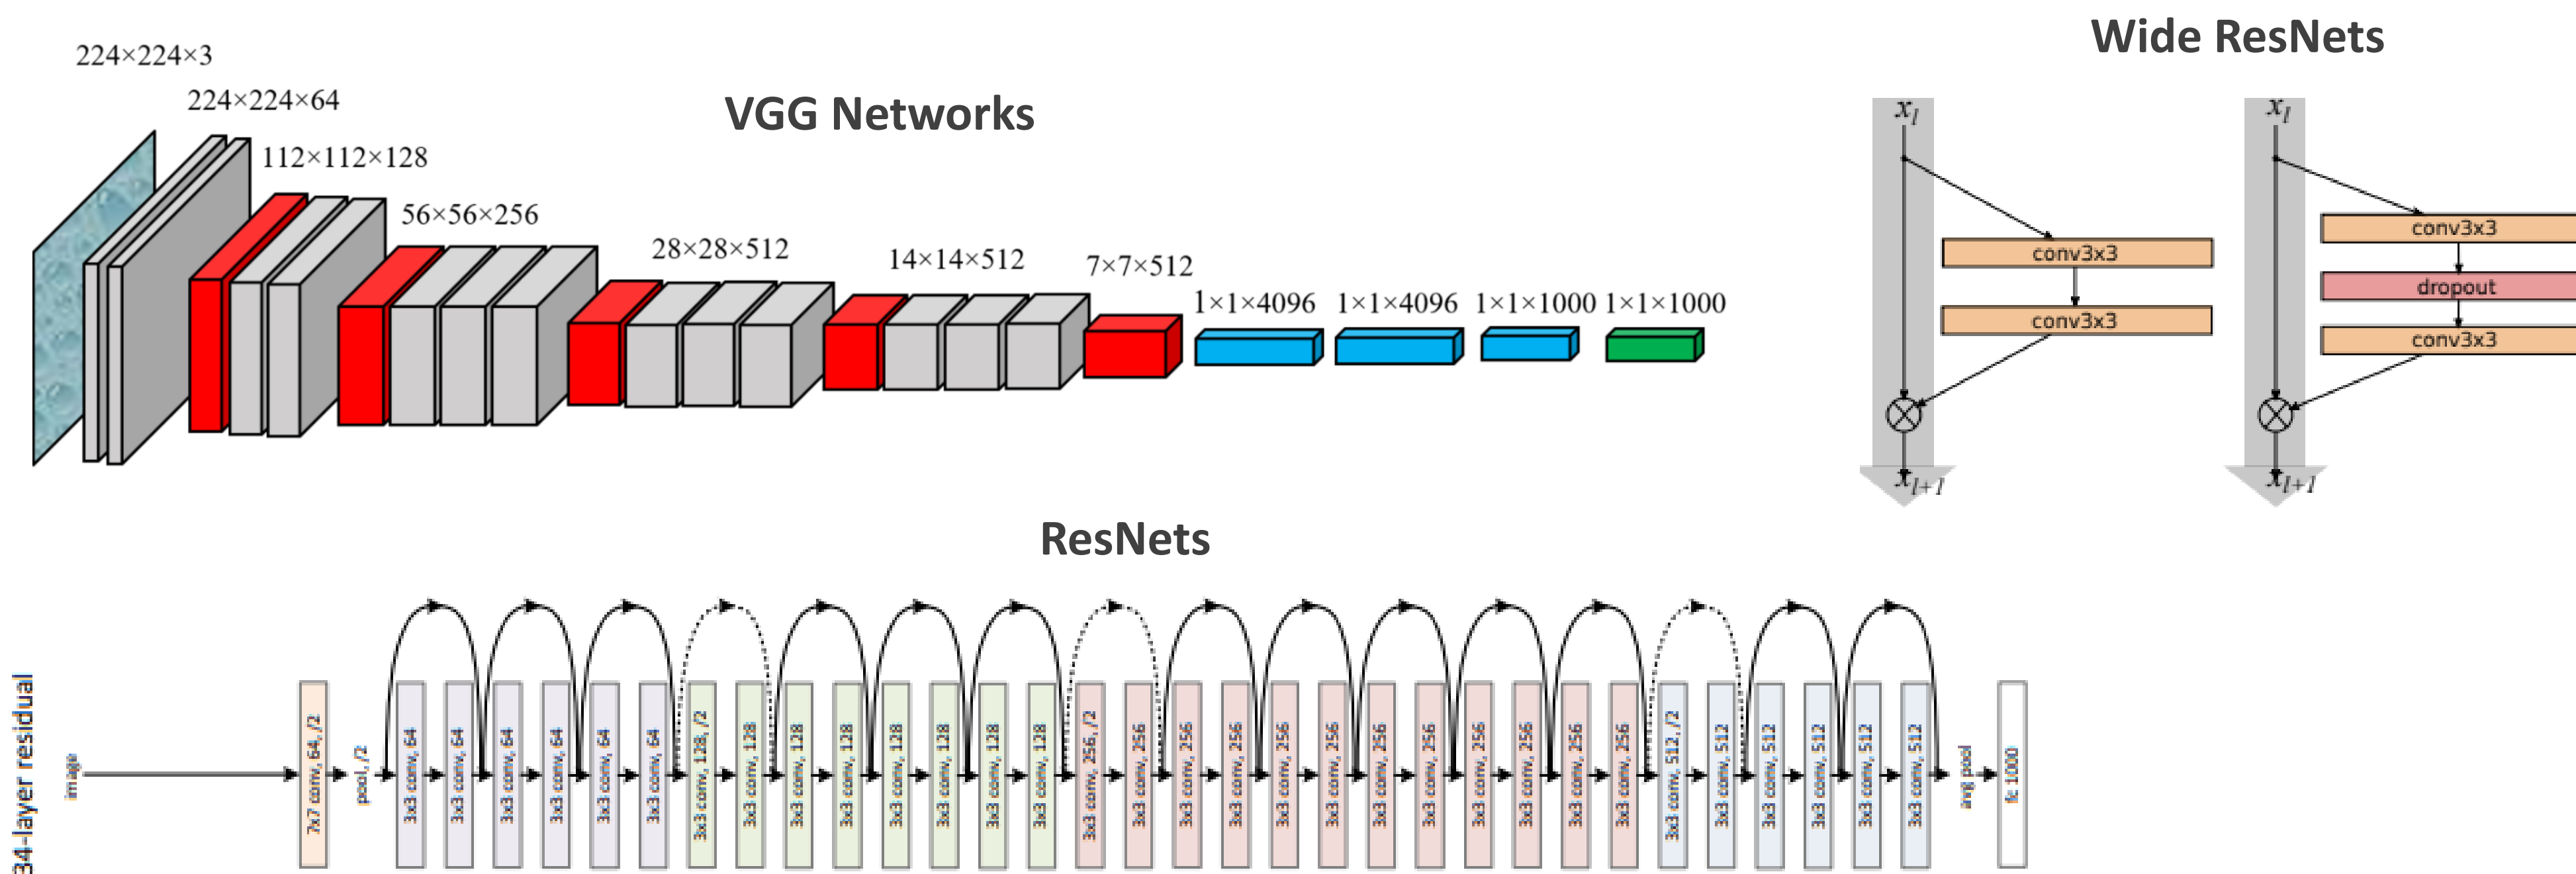 Wide ResNets
224×224×3
224×224×64
VGG Networks
112×112×128
56×56×256
28×28×512
14×14×512
7×7×512
1×1×4096
1×1×4096
1×1×1000
1×1×1000
x_l
conv3x3
conv3x3
x_{l+1}
x_l
conv3x3
dropout
conv3x3
x_{l+1}
ResNets
34-layer residual
image
7x7 conv, 64, /2
pool, /2
3x3 conv, 64
3x3 conv, 64
3x3 conv, 64
3x3 conv, 64
3x3 conv, 64
3x3 conv, 64
3x3 conv, 128, /2
3x3 conv, 128
3x3 conv, 128
3x3 conv, 128
3x3 conv, 128
3x3 conv, 128
3x3 conv, 128
3x3 conv, 128
3x3 conv, 256, /2
3x3 conv, 256
3x3 conv, 256
3x3 conv, 256
3x3 conv, 256
3x3 conv, 256
3x3 conv, 256
3x3 conv, 256
3x3 conv, 256
3x3 conv, 256
3x3 conv, 256
3x3 conv, 256
3x3 conv, 512, /2
3x3 conv, 512
3x3 conv, 512
3x3 conv, 512
3x3 conv, 512
3x3 conv, 512
avg pool
fc 1000